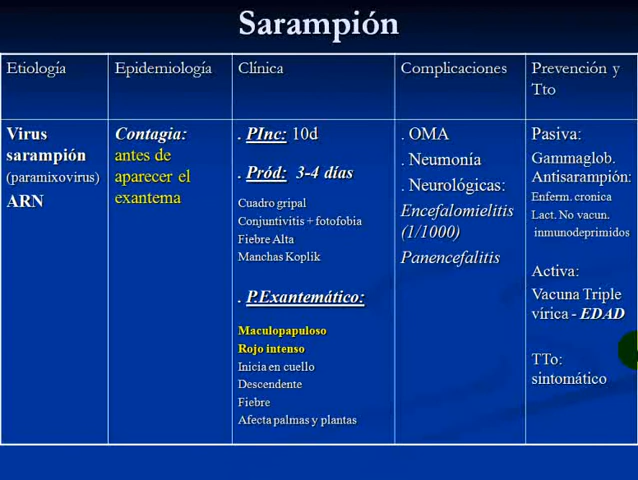 Sarampión
Etiología
Epidemiología
Clínica
Complicaciones
Prevención y
Tto
Virus
sarampión
(paramixovirus)
ARN
Contagia:
antes de
aparecer el
exantema
. PInc: 10d
. Pród: 3-4 días
Cuadro gripal
Conjuntivitis + fotofobia
Fiebre Alta
Manchas Koplik
. P.Exantemático:
Maculopapuloso
Rojo intenso
Inicia en cuello
Descendente
Fiebre
Afecta palmas y plantas
. OMA
. Neumonía
. Neurológicas:
Encefalomielitis
(1/1000)
Panencefalitis
Pasiva:
Gammaglob.
Antisarampión:
Enferm. cronica
Lact. No vacun.
inmunodeprimidos
Activa:
Vacuna Triple
vírica - EDAD
TTo:
sintomático